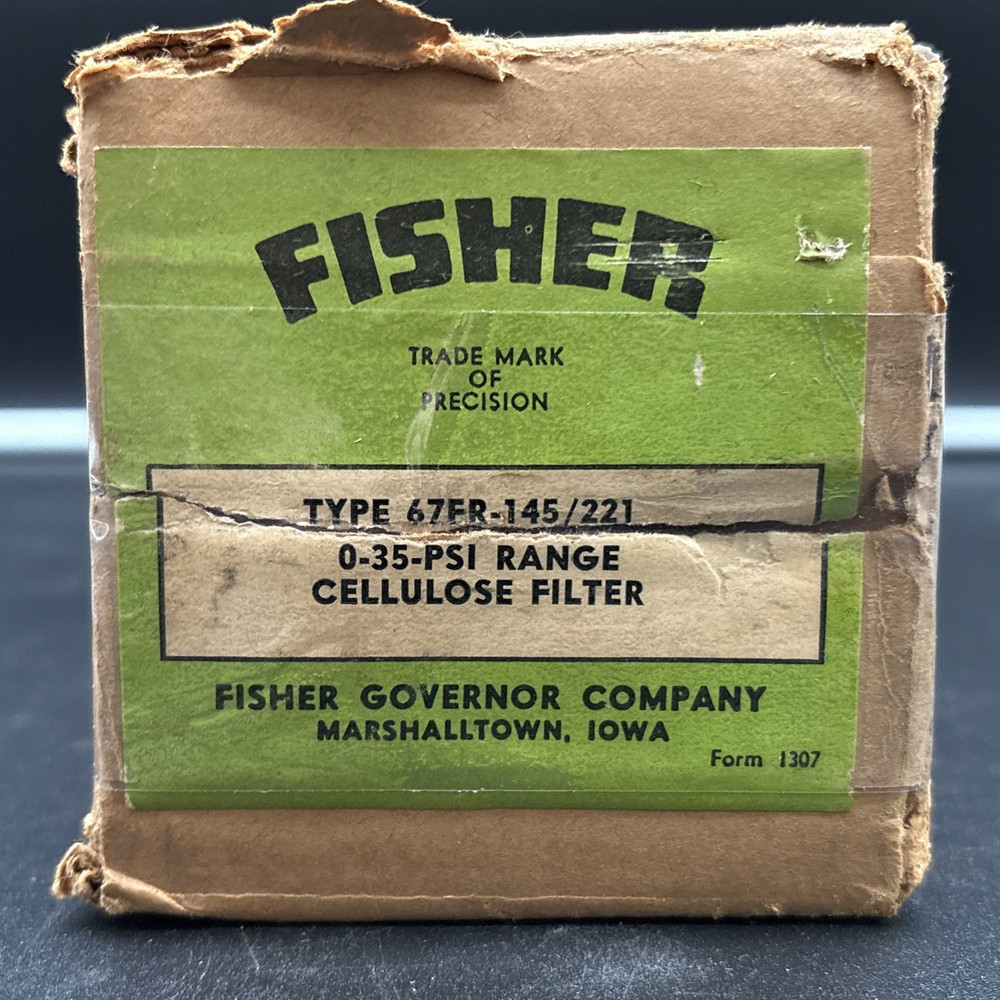 FISHER
TRADE MARK
OF
PRECISION
TYPE 67FR-145/221
0-35-PSI RANGE
CELLULOSE FILTER
FISHER GOVERNOR COMPANY
MARSHALLTOWN, IOWA
Form 1307